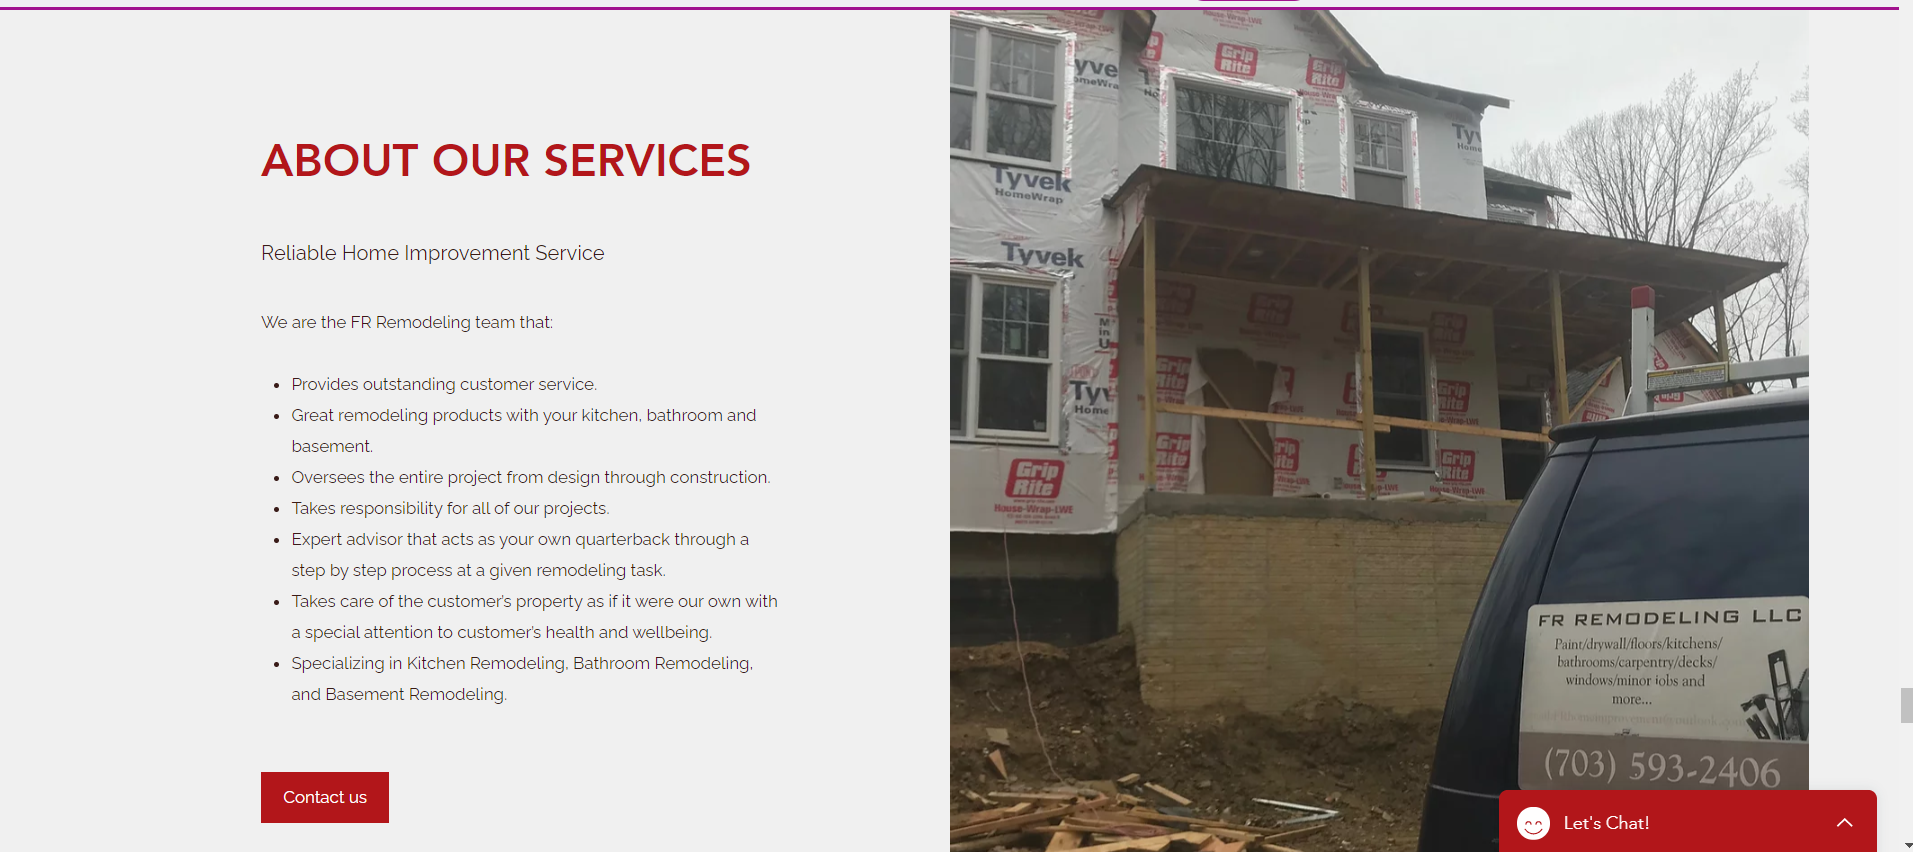 ABOUT OUR SERVICES
Reliable Home Improvement Service
We are the FR Remodeling team that:
Provides outstanding customer service.
Great remodeling products with your kitchen, bathroom and
basement.
Oversees the entire project from design through construction.
Takes responsibility for all of our projects.
Expert advisor that acts as your own quarterback through a
step by step process at a given remodeling task.
Takes care of the customer's property as if it were our own with
a special attention to customer's health and wellbeing.
Specializing in Kitchen Remodeling, Bathroom Remodeling,
and Basement Remodeling.
Contact us
Grip
Rite
Grip
Rite
Tyvek
HomeWrap
Tyvek
Grip
Rite
House-Wrap-LWE
FR REMODELING LLC
Paint/drywall/floors/kitchens/
bathrooms/carpentry/decks/
windows/minor jobs and
more...
(703) 593-2406
Let's Chat!